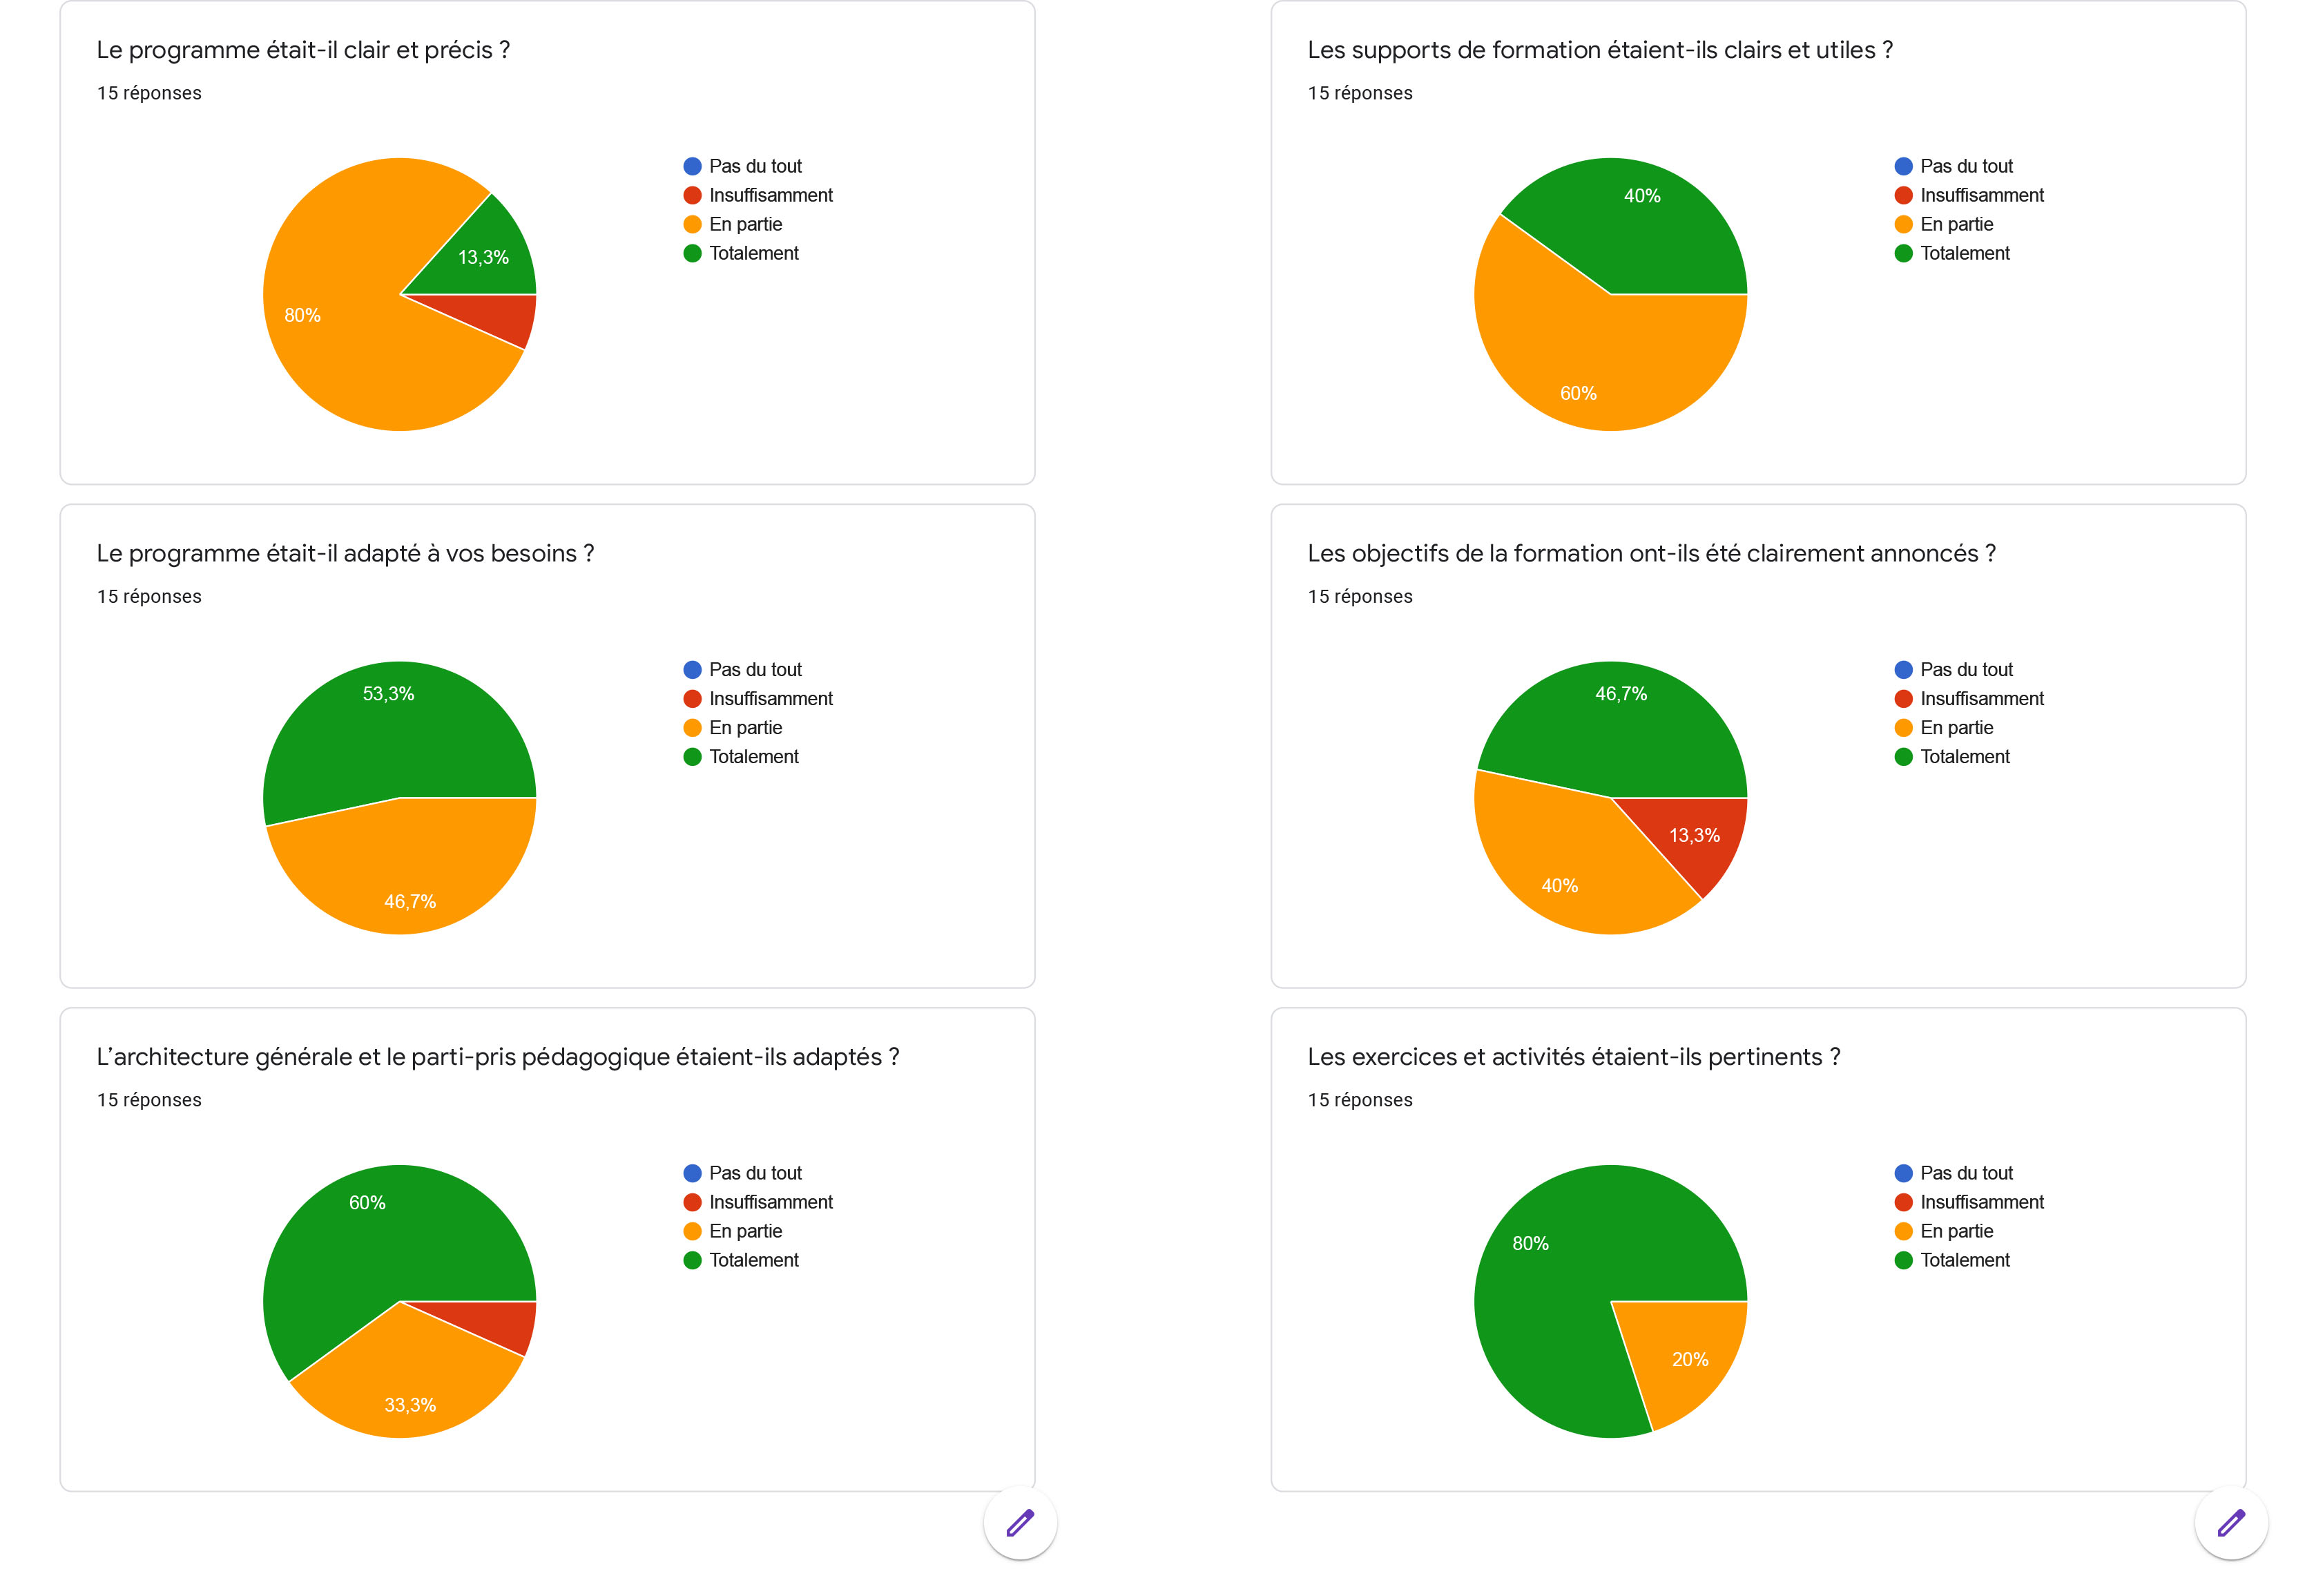 Le programme était-il clair et précis ?
15 réponses
Pas du tout
Insuffisamment
En partie
Totalement
13,3%
80%
Les supports de formation étaient-ils clairs et utiles ?
15 réponses
Pas du tout
Insuffisamment
En partie
Totalement
40%
60%
Le programme était-il adapté à vos besoins ?
15 réponses
Pas du tout
Insuffisamment
En partie
Totalement
53,3%
46,7%
Les objectifs de la formation ont-ils été clairement annoncés ?
15 réponses
Pas du tout
Insuffisamment
En partie
Totalement
46,7%
13,3%
40%
L’architecture générale et le parti-pris pédagogique étaient-ils adaptés ?
15 réponses
Pas du tout
Insuffisamment
En partie
Totalement
60%
33,3%
Les exercices et activités étaient-ils pertinents ?
15 réponses
Pas du tout
Insuffisamment
En partie
Totalement
80%
20%